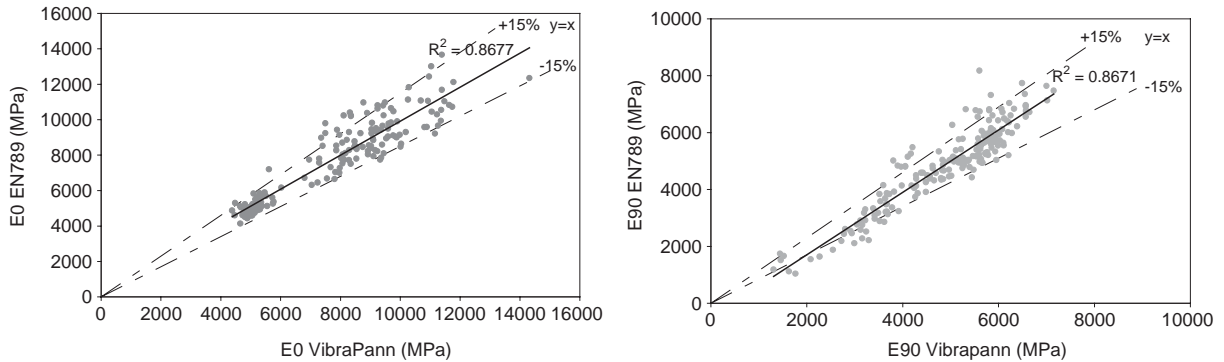 16000
14000
12000
10000
8000
6000
4000
2000
0
E0 EN789 (MPa)
+15% y=x
R² = 0.8677
-15%
0 2000 4000 6000 8000 10000 12000 14000 16000
E0 VibraPann (MPa)
10000
8000
6000
4000
2000
0
E90 EN789 (MPa)
+15% y=x
R² = 0.8671
-15%
0 2000 4000 6000 8000 10000
E90 Vibrapann (MPa)